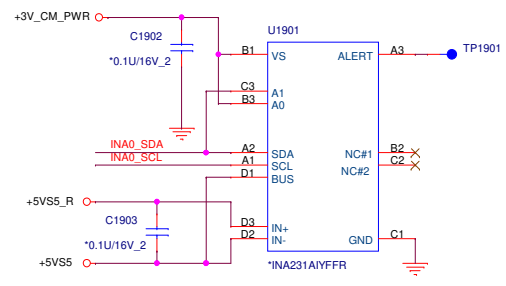 +3V_CM_PWR
C1902
*0.1U/16V_2
U1901
B1 VS
ALERT A3 TP1901
C3 A1
B3 A0
INA0_SDA A2 SDA
INA0_SCL A1 SCL
D1 BUS
NC#1 B2
NC#2 C2
+5VS5_R
C1903
*0.1U/16V_2
+5VS5
D3 IN+
D2 IN-
GND C1
*INA231AIYFFR